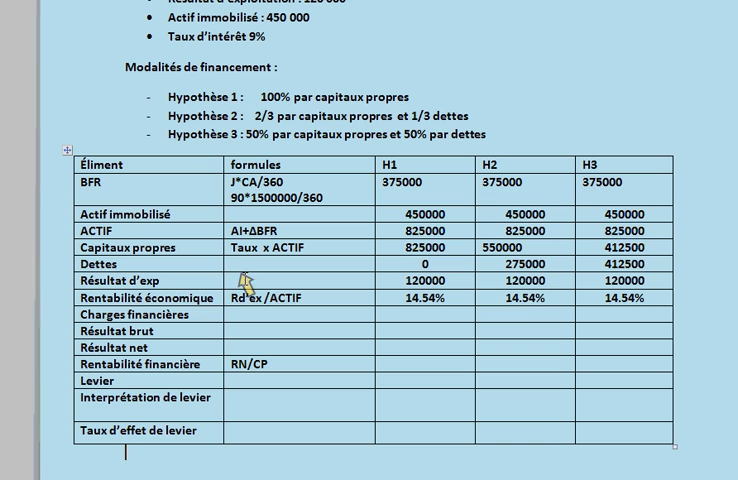 Résultat d'exploitation : 120 000
Actif immobilisé : 450 000
Taux d'intérêt 9%
Modalités de financement :
- Hypothèse 1 : 100% par capitaux propres
- Hypothèse 2 : 2/3 par capitaux propres et 1/3 dettes
- Hypothèse 3 : 50% par capitaux propres et 50% par dettes
Éliment formules H1 H2 H3
BFR J*CA/360 375000 375000 375000
90*1500000/360
Actif immobilisé 450000 450000 450000
ACTIF AI+ΔBFR 825000 825000 825000
Capitaux propres Taux x ACTIF 825000 550000 412500
Dettes 0 275000 412500
Résultat d'exp 120000 120000 120000
Rentabilité économique Rd'ex /ACTIF 14.54% 14.54% 14.54%
Charges financières
Résultat brut
Résultat net
Rentabilité financière RN/CP
Levier
Interprétation de levier
Taux d'effet de levier